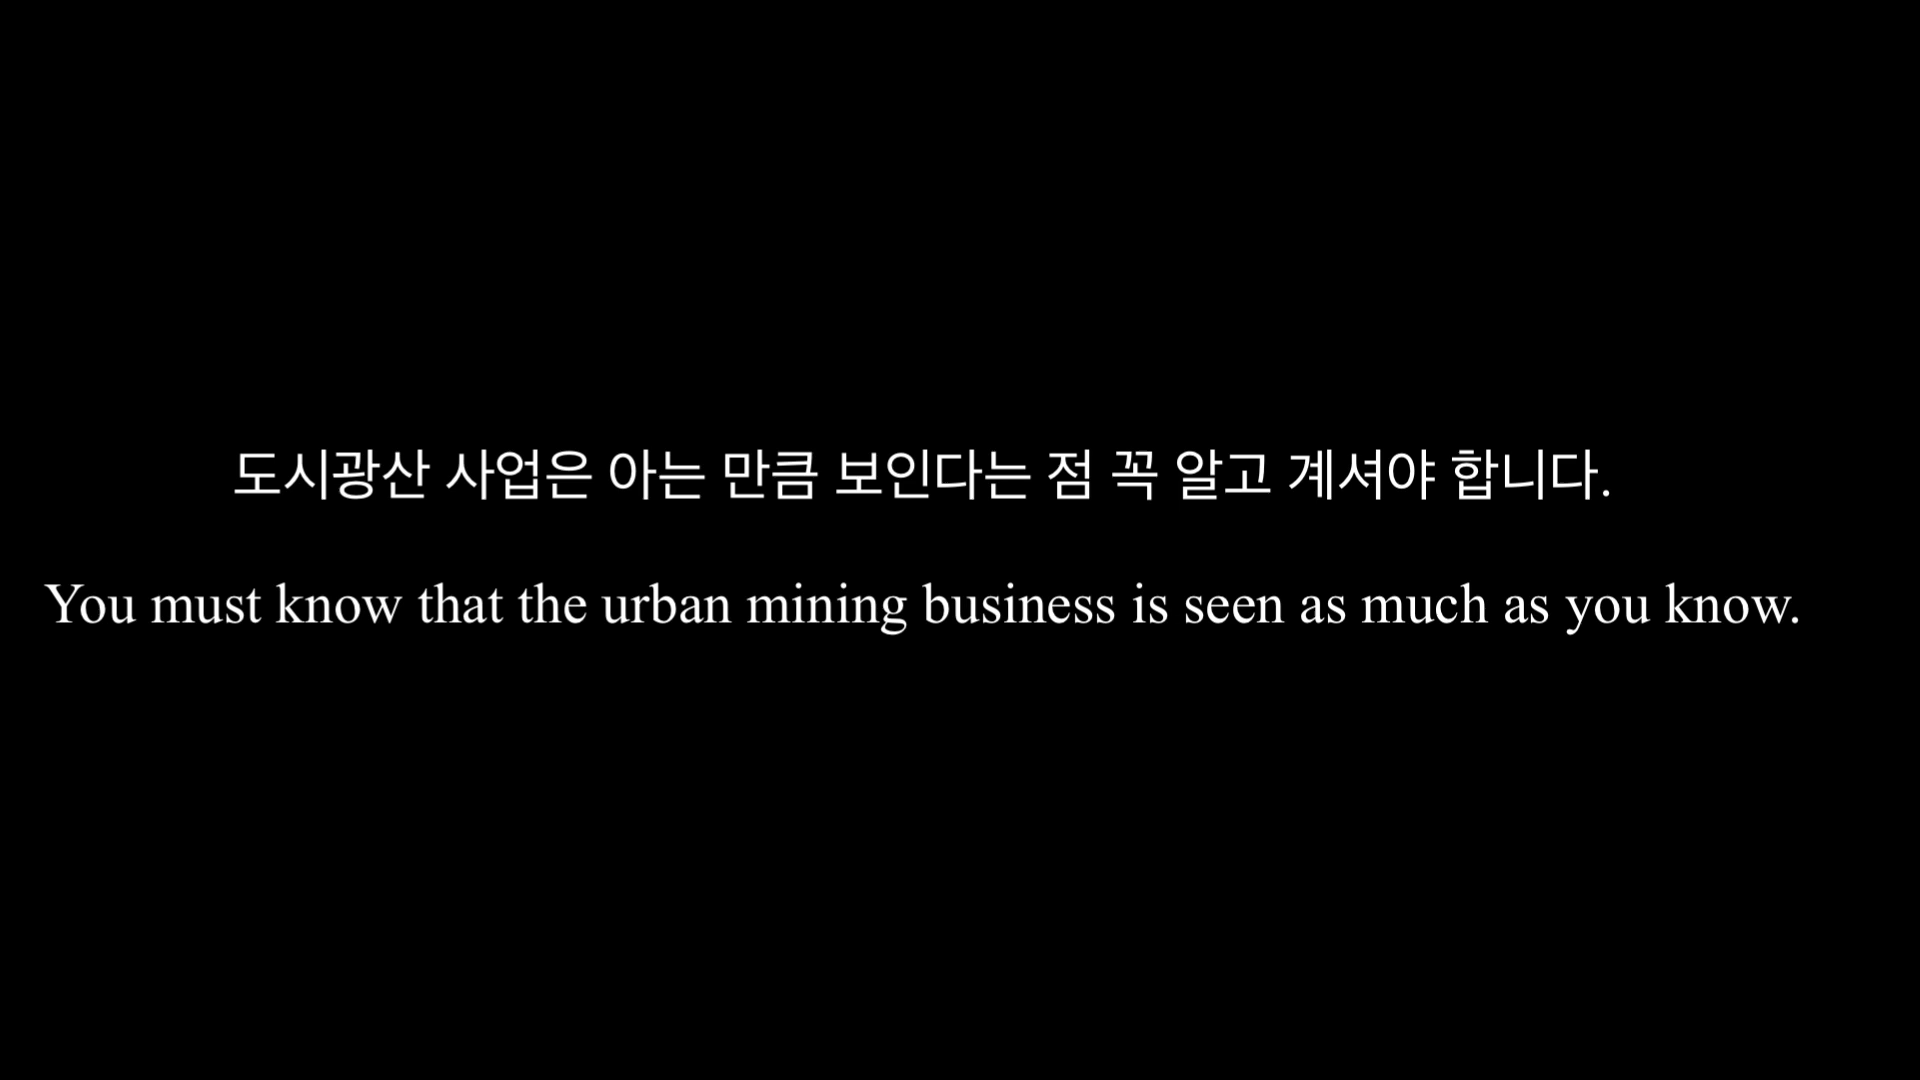 도시광산 사업은 아는 만큼 보인다는 점 꼭 알고 계셔야 합니다.
You must know that the urban mining business is seen as much as you know.